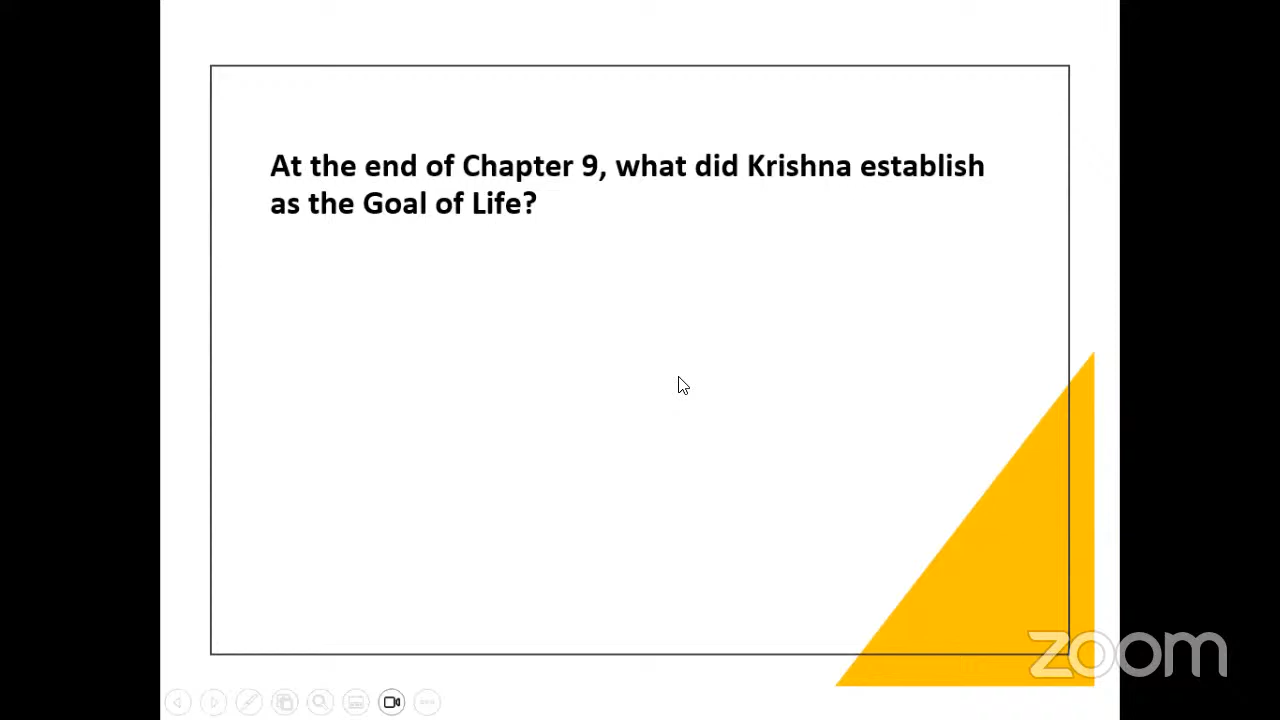 At the end of Chapter 9, what did Krishna establish
as the Goal of Life?
zoom